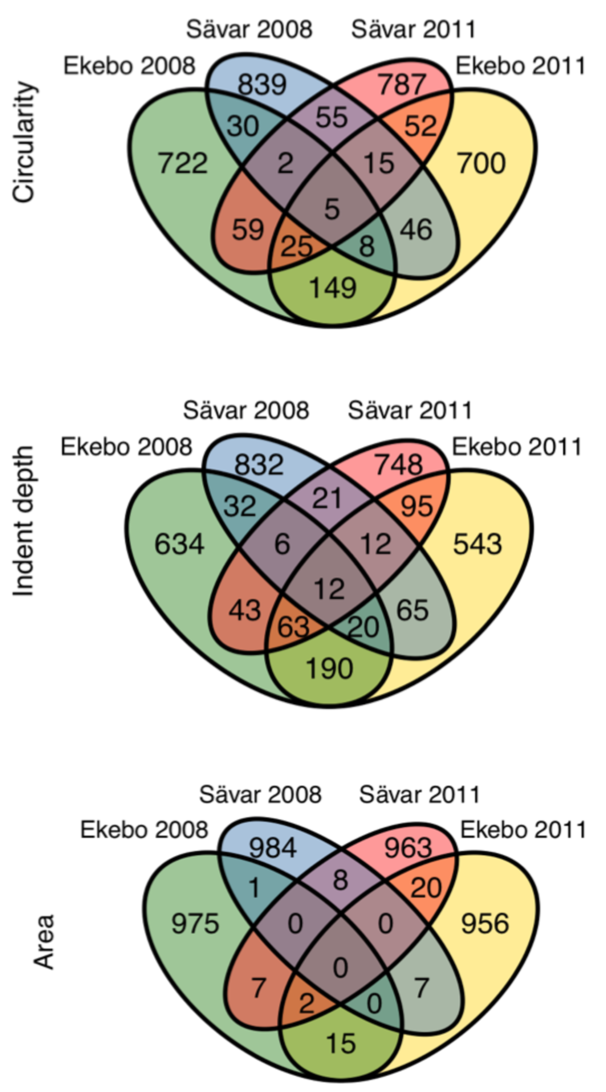 Sävar 2008 Sävar 2011
Ekebo 2008 Ekebo 2011
Circularity
839 787
30 55 52
722 2 15 700
5
59 25 8 46
149
Sävar 2008 Sävar 2011
Ekebo 2008 Ekebo 2011
Indent depth
832 748
32 21 95
634 6 12 543
12
43 63 20 65
190
Sävar 2008 Sävar 2011
Ekebo 2008 Ekebo 2011
Area
984 963
1 8 20
975 0 0 956
0
7 2 0 7
15